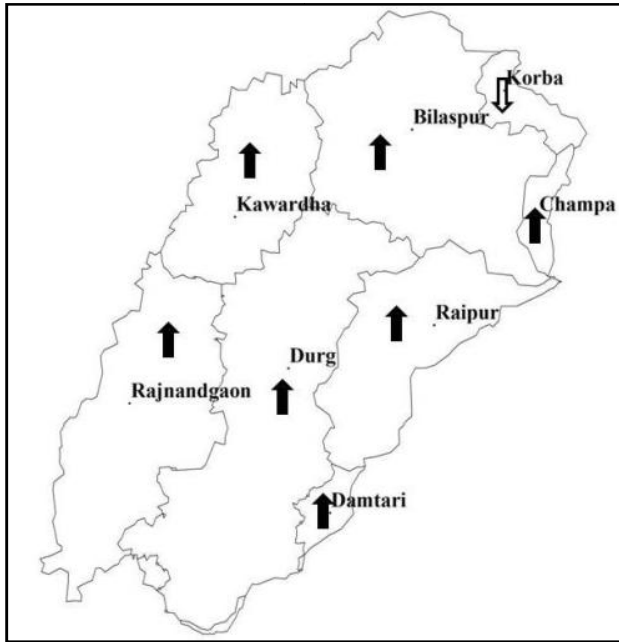 Korba
Bilaspur
Champa
Kawardha
Raipur
Durg
Rajnandgaon
Damtari